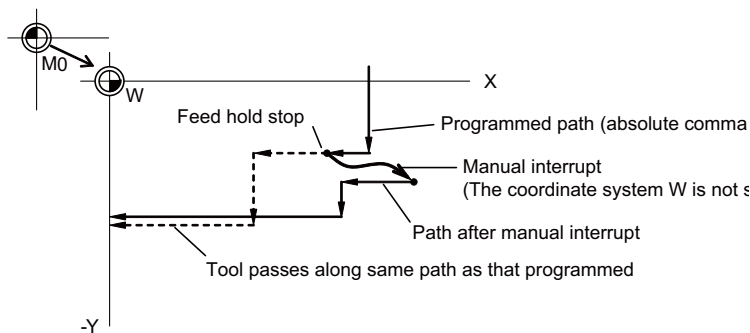 M0
W
X
Feed hold stop
Programmed path (absolute comma
Manual interrupt
(The coordinate system W is not s
Path after manual interrupt
Tool passes along same path as that programmed
-Y